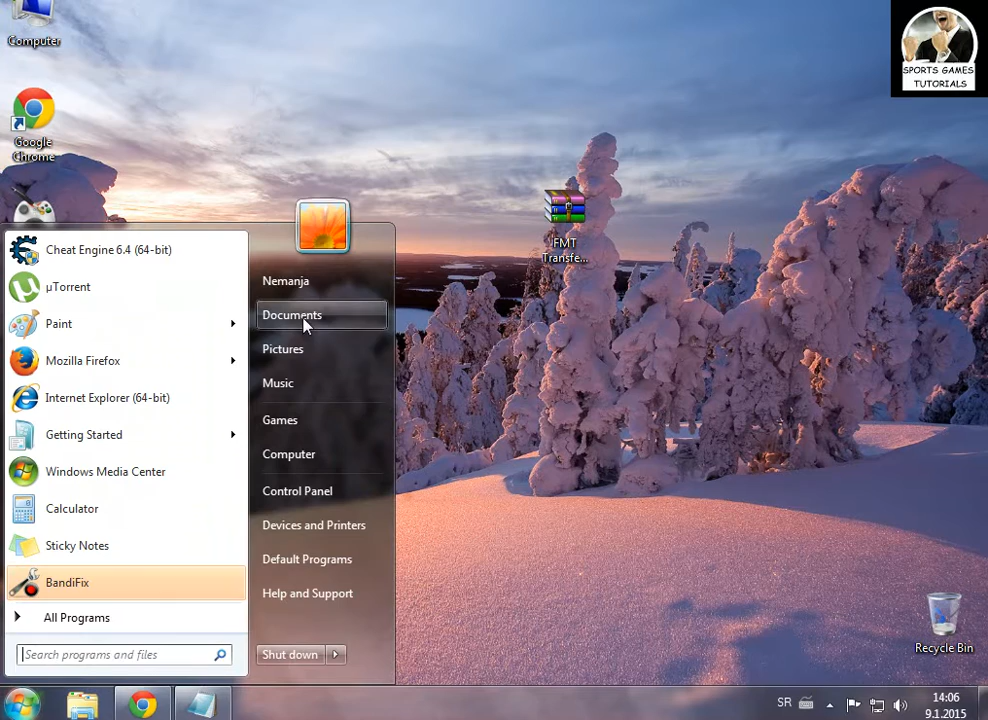 Computer
Google
Chrome
SPORTS GAMES
TUTORIALS
FMT
Transfe...
Cheat Engine 6.4 (64-bit)
µTorrent
Paint
Mozilla Firefox
Internet Explorer (64-bit)
Getting Started
Windows Media Center
Calculator
Sticky Notes
BandiFix
All Programs
Search programs and files
Nemanja
Documents
Pictures
Music
Games
Computer
Control Panel
Devices and Printers
Default Programs
Help and Support
Shut down
Recycle Bin
SR
14:06
9.1.2015